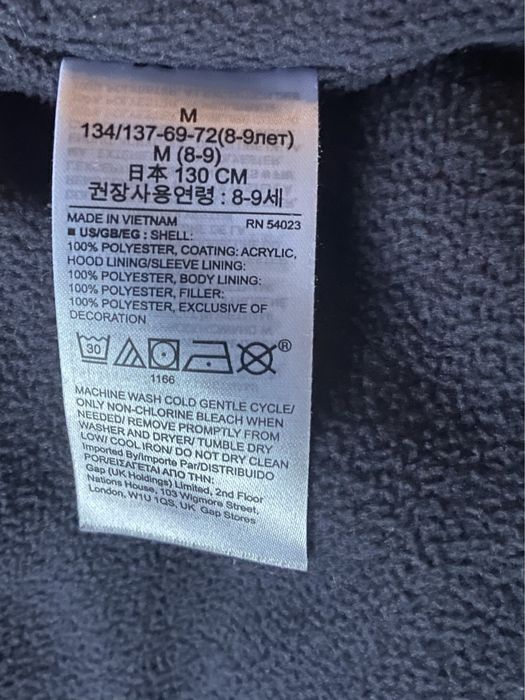 M
134/137-69-72(8-9лет)
M (8-9)
日本 130 CM
권장사용연령 : 8-9세
MADE IN VIETNAM RN 54023
■ US/GB/EG : SHELL:
100% POLYESTER, COATING: ACRYLIC,
HOOD LINING/SLEEVE LINING:
100% POLYESTER, BODY LINING:
100% POLYESTER, FILLER:
100% POLYESTER, EXCLUSIVE OF
DECORATION
30 ®
1166
MACHINE WASH COLD GENTLE CYCLE/
ONLY NON-CHLORINE BLEACH WHEN
NEEDED/ REMOVE PROMPTLY FROM
WASHER AND DRYER/ TUMBLE DRY
LOW/ COOL IRON/ DO NOT DRY CLEAN
Imported By/Importe Par/DISTRIBUIDO
POR/ΕΙΣΑΓΕΤΑΙ ΑΠΟ ΤΗΝ:
Gap (UK Holdings) Limited, 2nd Floor
Nations House, 103 Wigmore Street,
London, W1U 1QS, UK Gap Stores